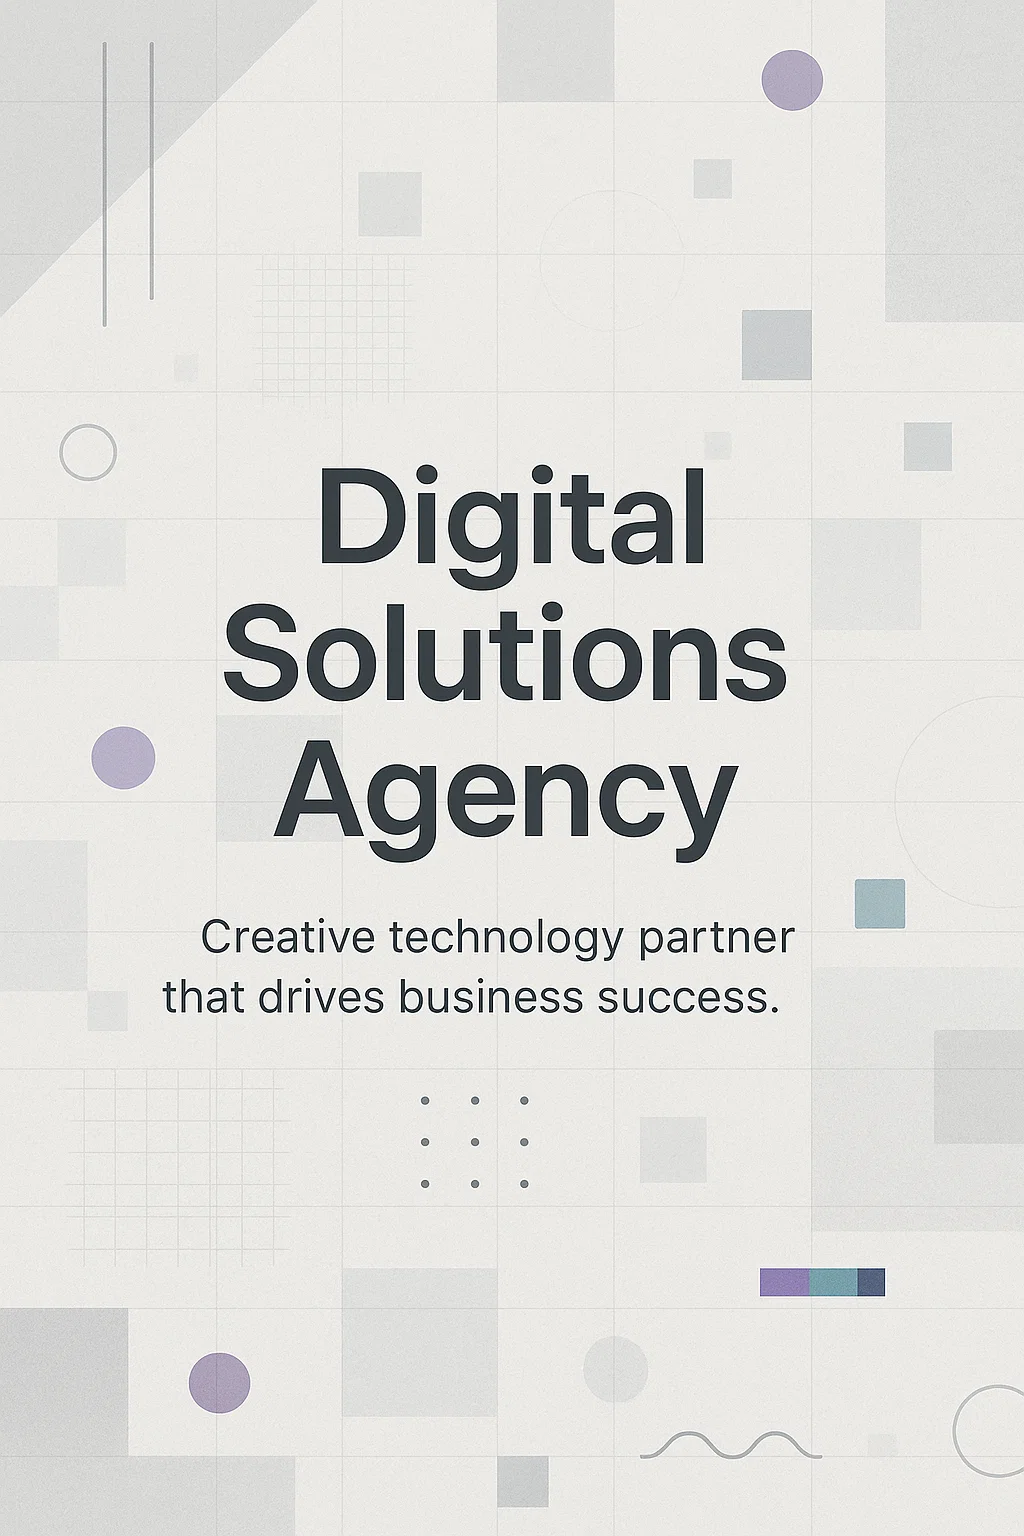 Digital
Solutions
Agency
Creative technology partner
that drives business success.